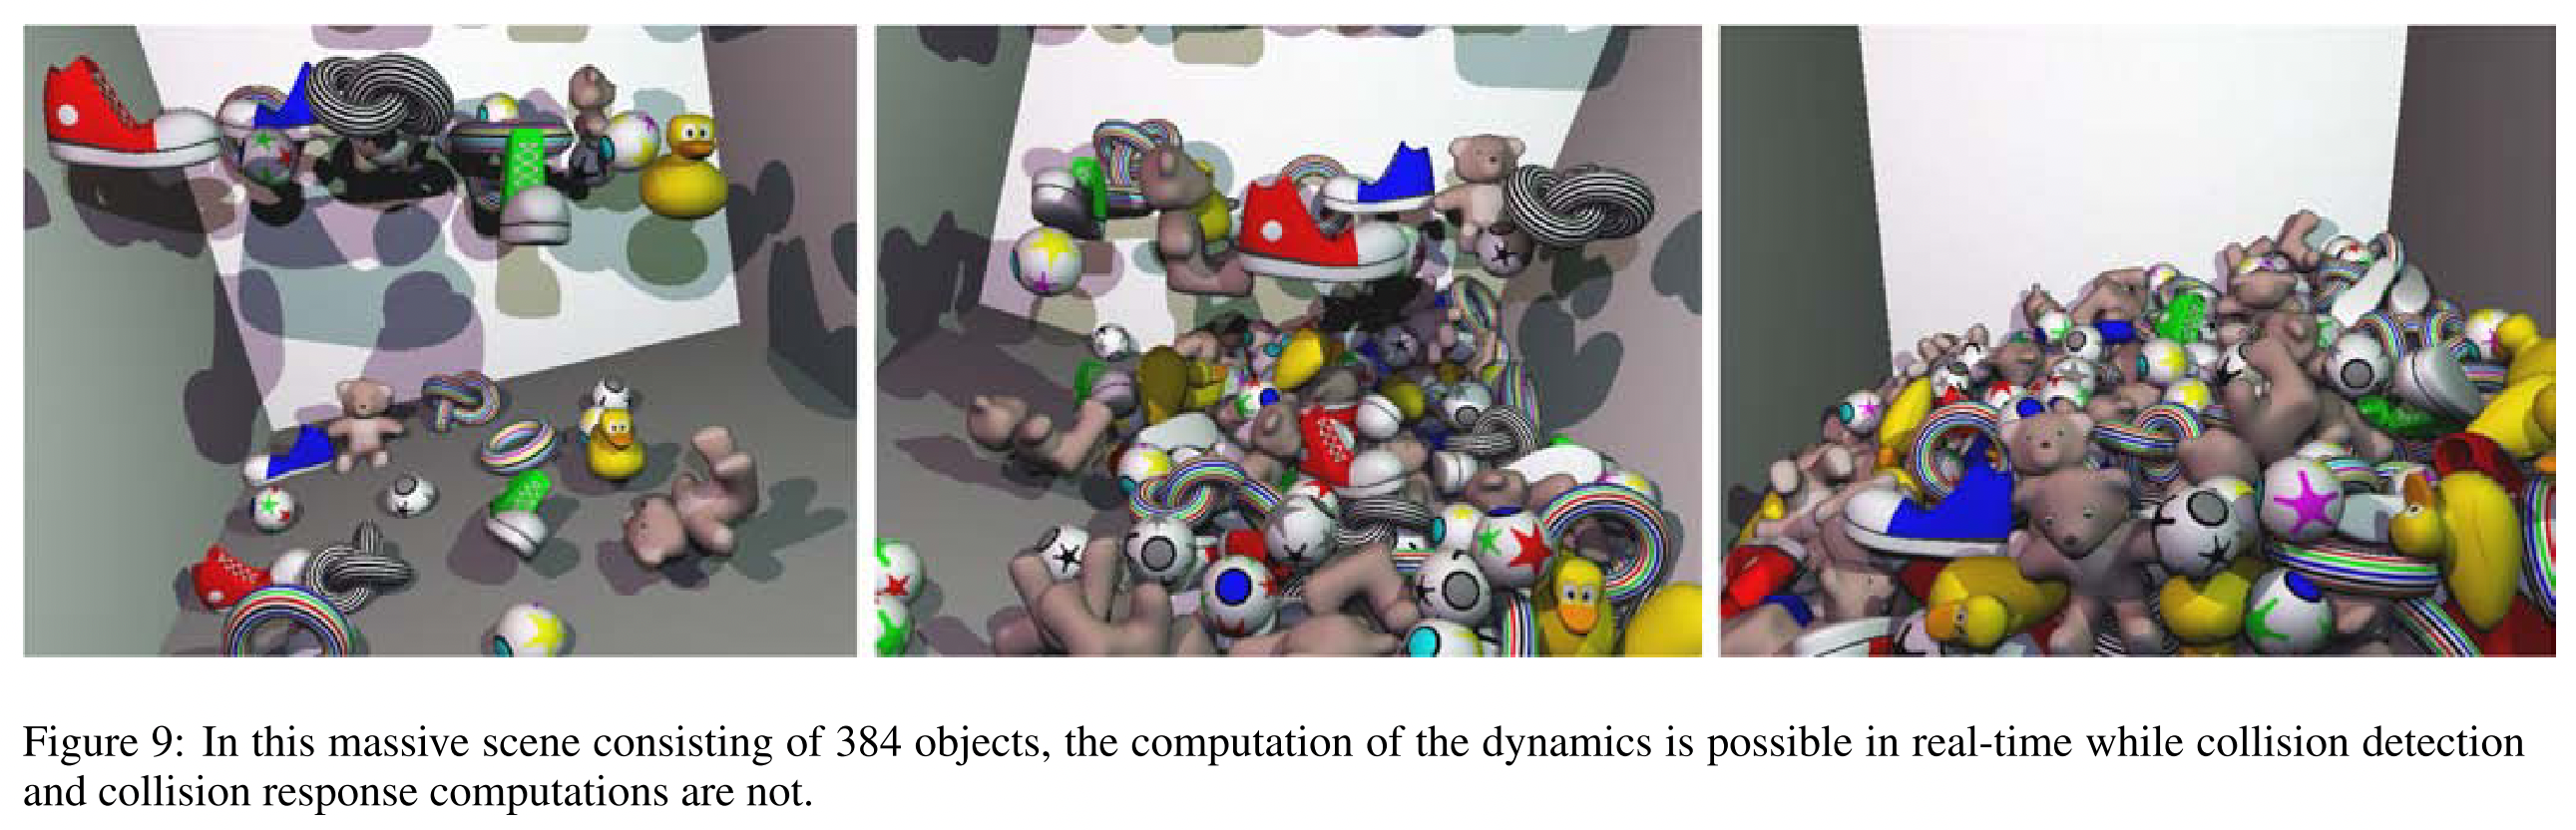 Figure 9: In this massive scene consisting of 384 objects, the computation of the dynamics is possible in real-time while collision detection
and collision response computations are not.